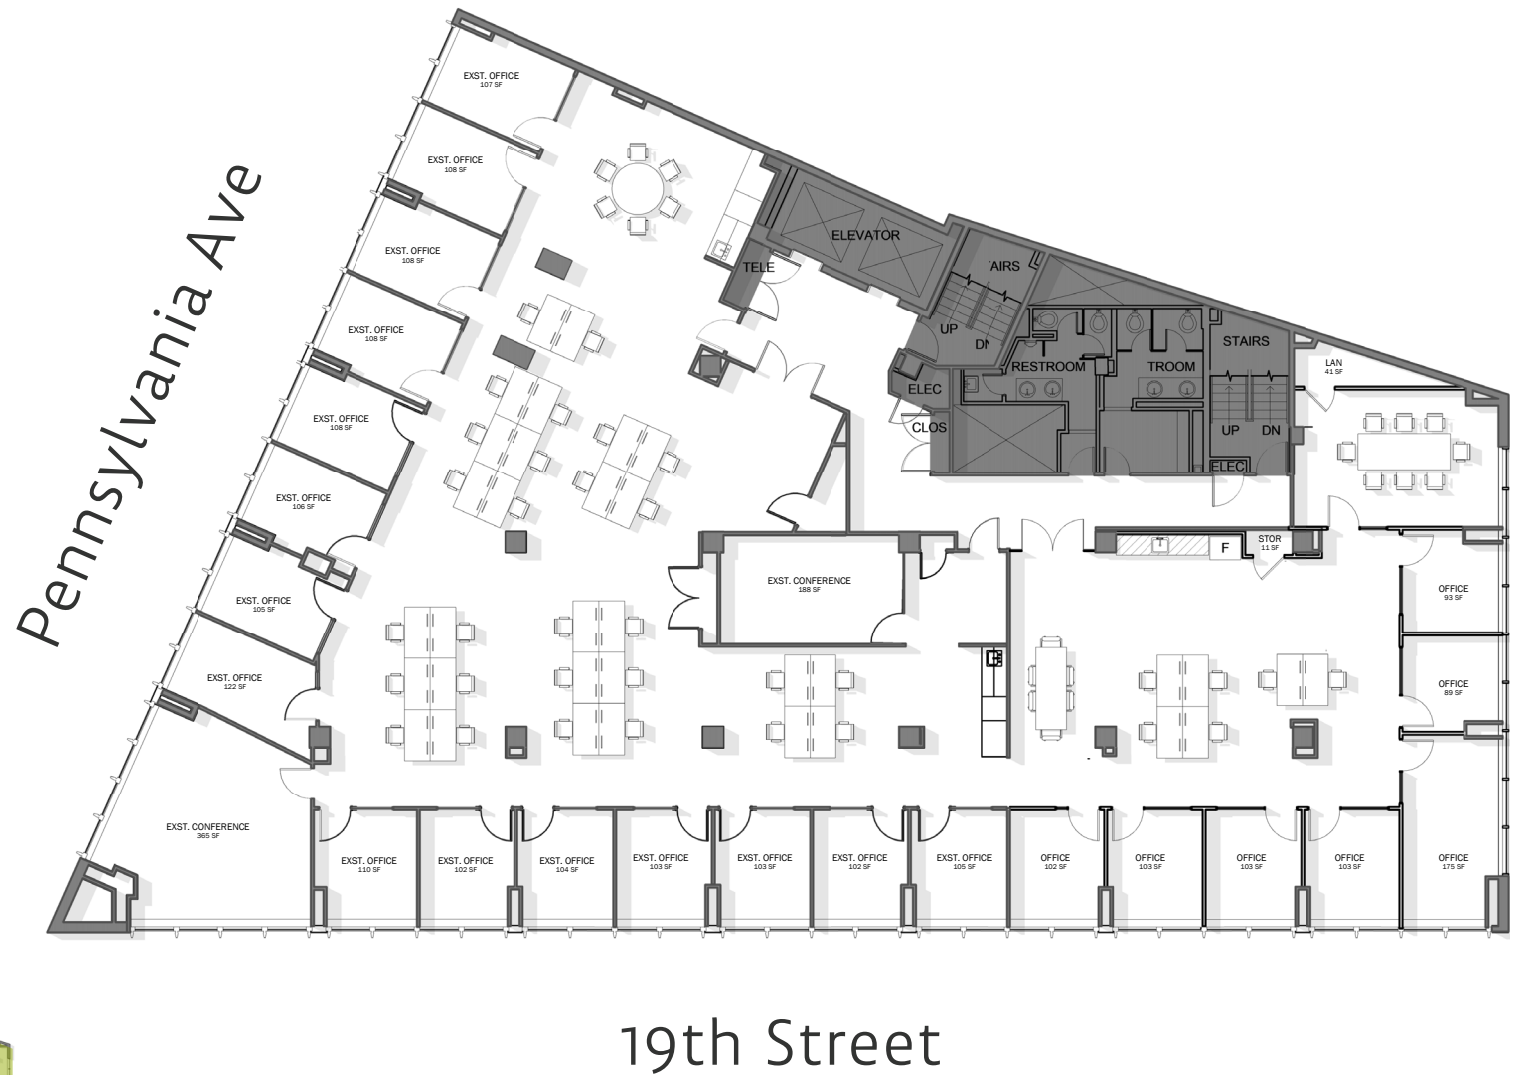 EXST. OFFICE
107 SF
EXST. OFFICE
108 SF
EXST. OFFICE
108 SF
EXST. OFFICE
108 SF
EXST. OFFICE
108 SF
EXST. OFFICE
106 SF
EXST. OFFICE
105 SF
EXST. OFFICE
122 SF
EXST. CONFERENCE
365 SF
Pennsylvania Ave
ELEVATOR
TELE
AIRS
UP
DN
RESTROOM
TROOM
STAIRS
UP
DN
ELEC
CLOS
ELEC
LAN
41 SF
STOR
11 SF
F
EXST. CONFERENCE
188 SF
OFFICE
93 SF
OFFICE
89 SF
OFFICE
175 SF
EXST. OFFICE
110 SF
EXST. OFFICE
102 SF
EXST. OFFICE
104 SF
EXST. OFFICE
103 SF
EXST. OFFICE
103 SF
EXST. OFFICE
102 SF
EXST. OFFICE
105 SF
OFFICE
102 SF
OFFICE
103 SF
OFFICE
103 SF
OFFICE
103 SF
19th Street